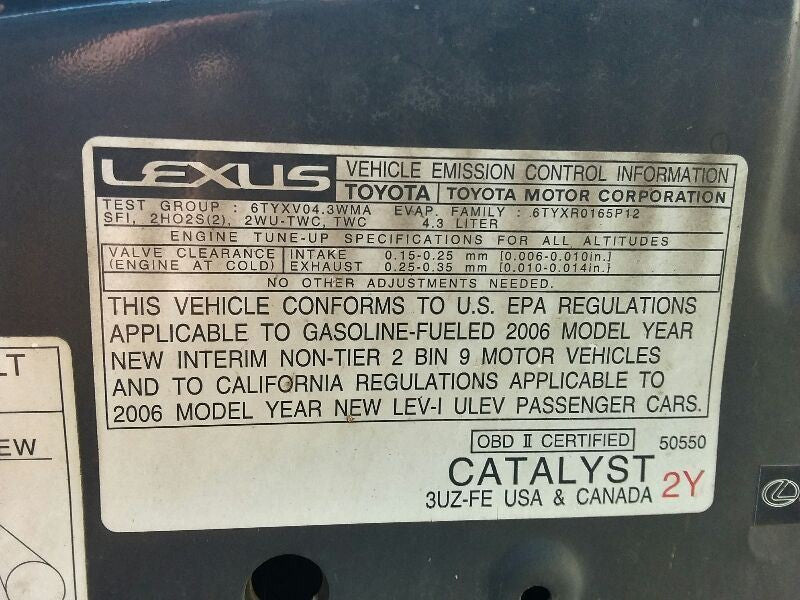 LEXUS
VEHICLE EMISSION CONTROL INFORMATION
TOYOTA TOYOTA MOTOR CORPORATION
TEST GROUP : 6TYXV04.3WMA EVAP. FAMILY : 6TYXR0165P12
SFI, 2HO2S(2), 2WU-TWC, TWC 4.3 LITER
ENGINE TUNE-UP SPECIFICATIONS FOR ALL ALTITUDES
VALVE CLEARANCE INTAKE 0.15-0.25 mm [0.006-0.010in.]
(ENGINE AT COLD) EXHAUST 0.25-0.35 mm [0.010-0.014in.]
NO OTHER ADJUSTMENTS NEEDED.
THIS VEHICLE CONFORMS TO U.S. EPA REGULATIONS
APPLICABLE TO GASOLINE-FUELED 2006 MODEL YEAR
NEW INTERIM NON-TIER 2 BIN 9 MOTOR VEHICLES
AND TO CALIFORNIA REGULATIONS APPLICABLE TO
2006 MODEL YEAR NEW LEV-I ULEV PASSENGER CARS.
OBD II CERTIFIED 50550
CATALYST
3UZ-FE USA & CANADA 2Y
LT
EW